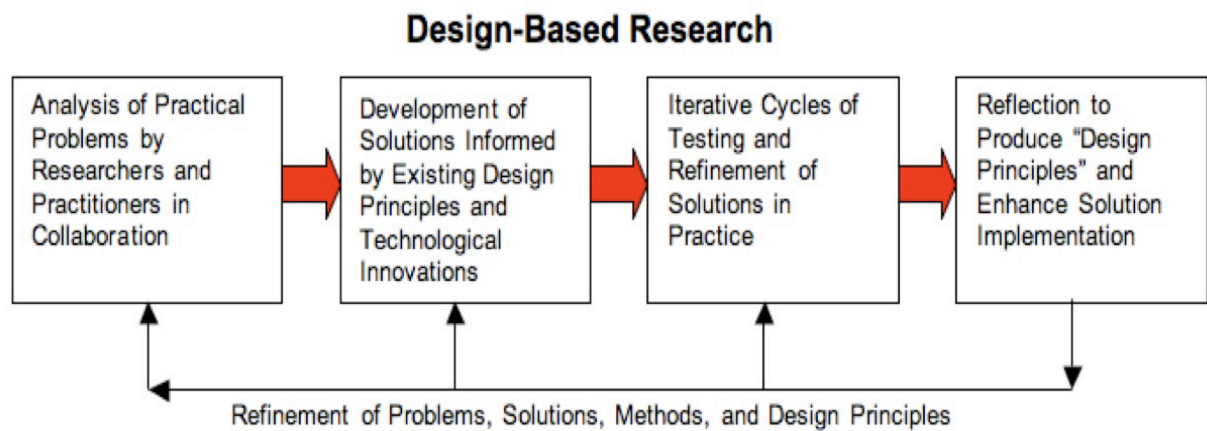 Design-Based Research
Analysis of Practical
Problems by
Researchers and
Practitioners in
Collaboration
Development of
Solutions Informed
by Existing Design
Principles and
Technological
Innovations
Iterative Cycles of
Testing and
Refinement of
Solutions in
Practice
Reflection to
Produce “Design
Principles” and
Enhance Solution
Implementation
Refinement of Problems, Solutions, Methods, and Design Principles